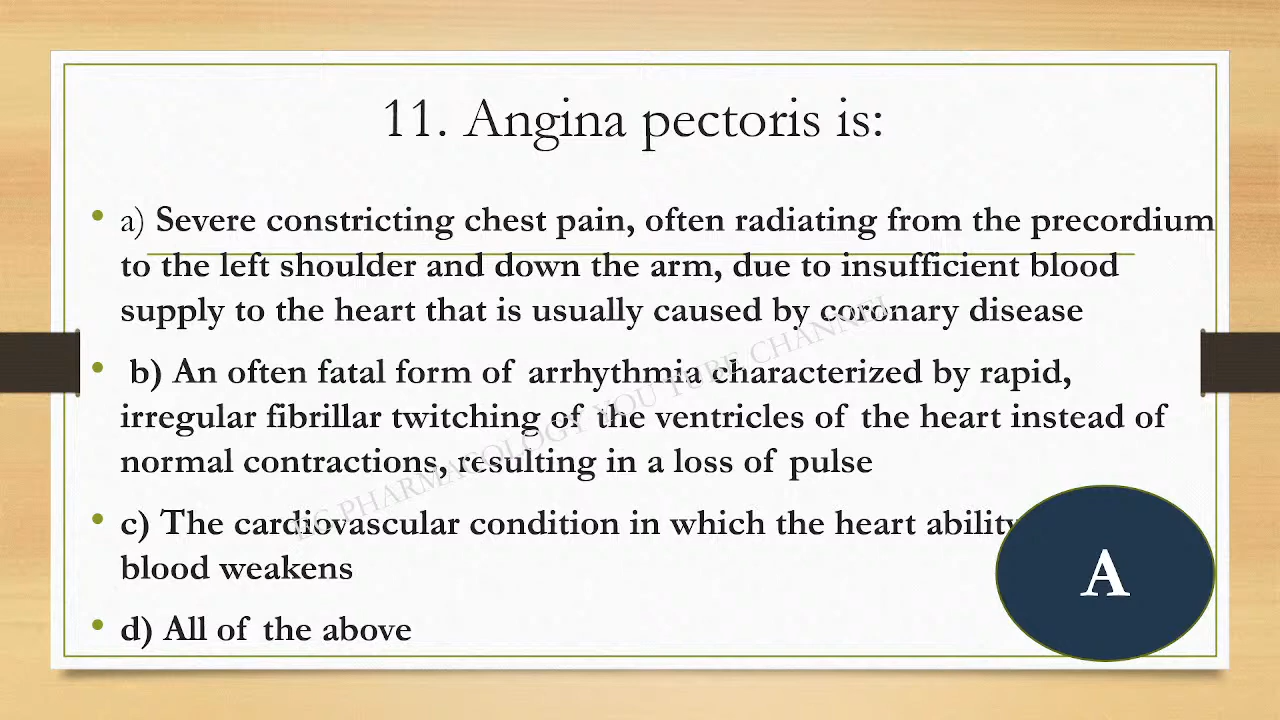 11. Angina pectoris is:
• a) Severe constricting chest pain, often radiating from the precordium
to the left shoulder and down the arm, due to insufficient blood
supply to the heart that is usually caused by coronary disease
• b) An often fatal form of arrhythmia characterized by rapid,
irregular fibrillar twitching of the ventricles of the heart instead of
normal contractions, resulting in a loss of pulse
• c) The cardiovascular condition in which the heart ability
blood weakens
• d) All of the above
A
PHARMACOLOGY YOU TUBE CHANNEL